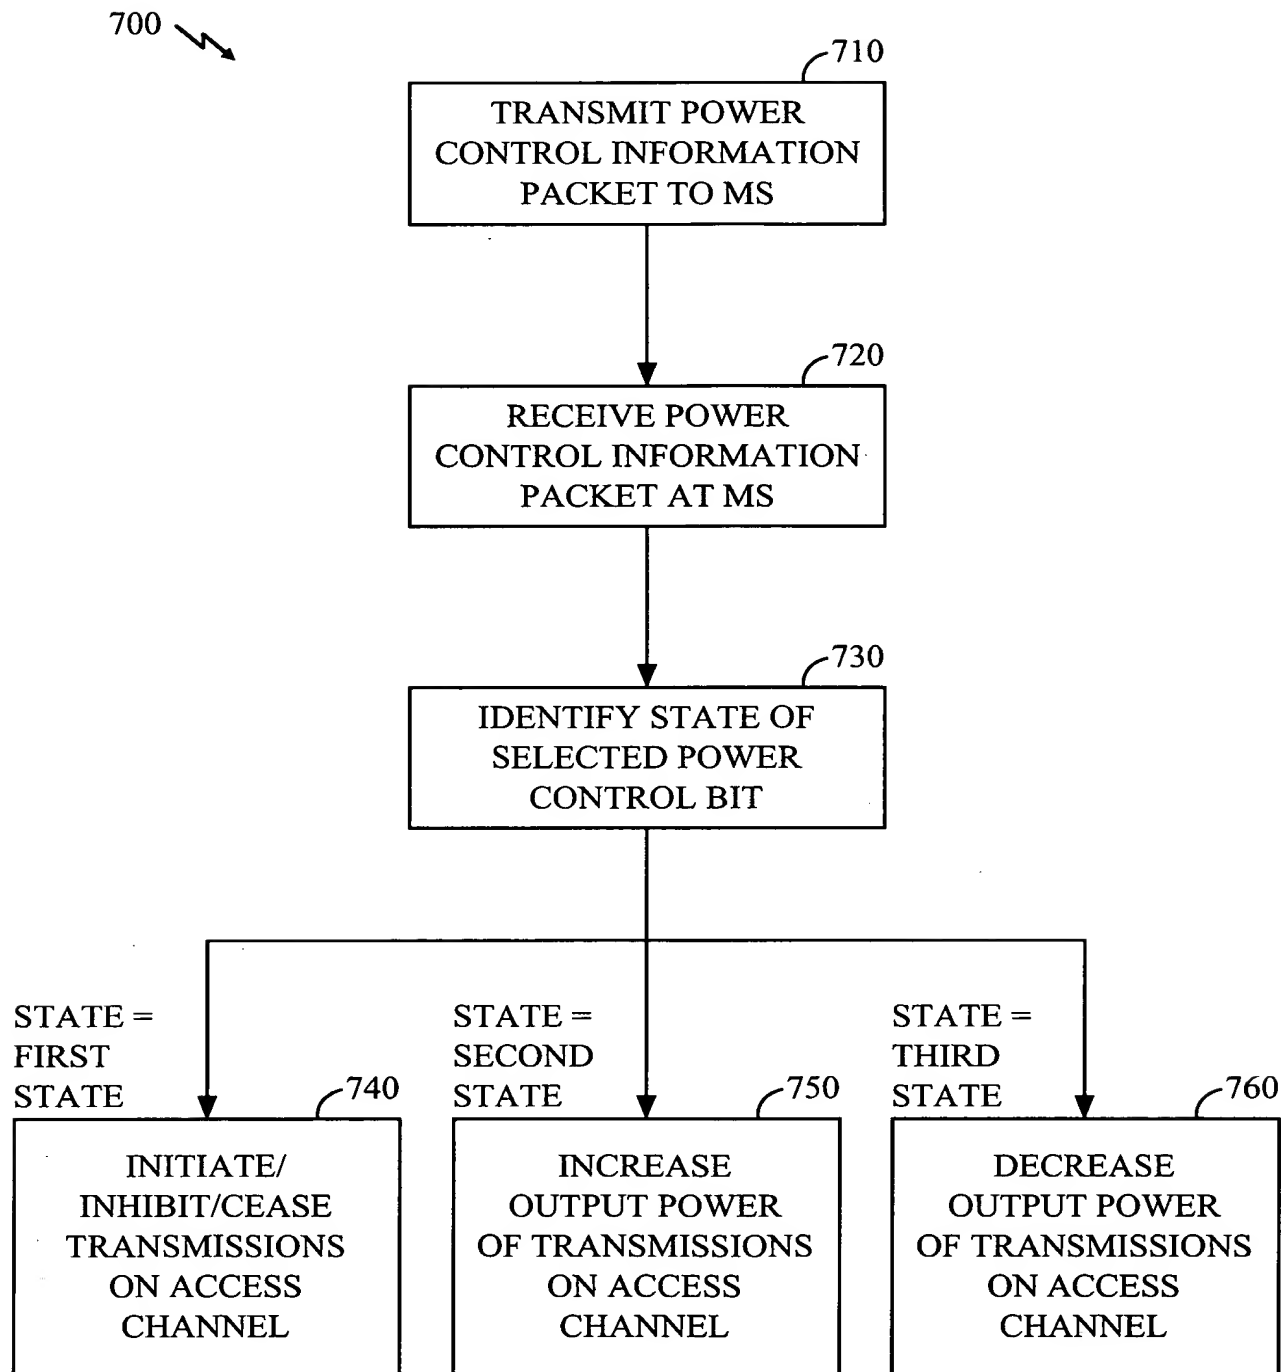 700
710
TRANSMIT POWER
CONTROL INFORMATION
PACKET TO MS
720
RECEIVE POWER
CONTROL INFORMATION
PACKET AT MS
730
IDENTIFY STATE OF
SELECTED POWER
CONTROL BIT
STATE =
FIRST
STATE
740
INITIATE/
INHIBIT/CEASE
TRANSMISSIONS
ON ACCESS
CHANNEL
STATE =
SECOND
STATE
750
INCREASE
OUTPUT POWER
OF TRANSMISSIONS
ON ACCESS
CHANNEL
STATE =
THIRD
STATE
760
DECREASE
OUTPUT POWER
OF TRANSMISSIONS
ON ACCESS
CHANNEL